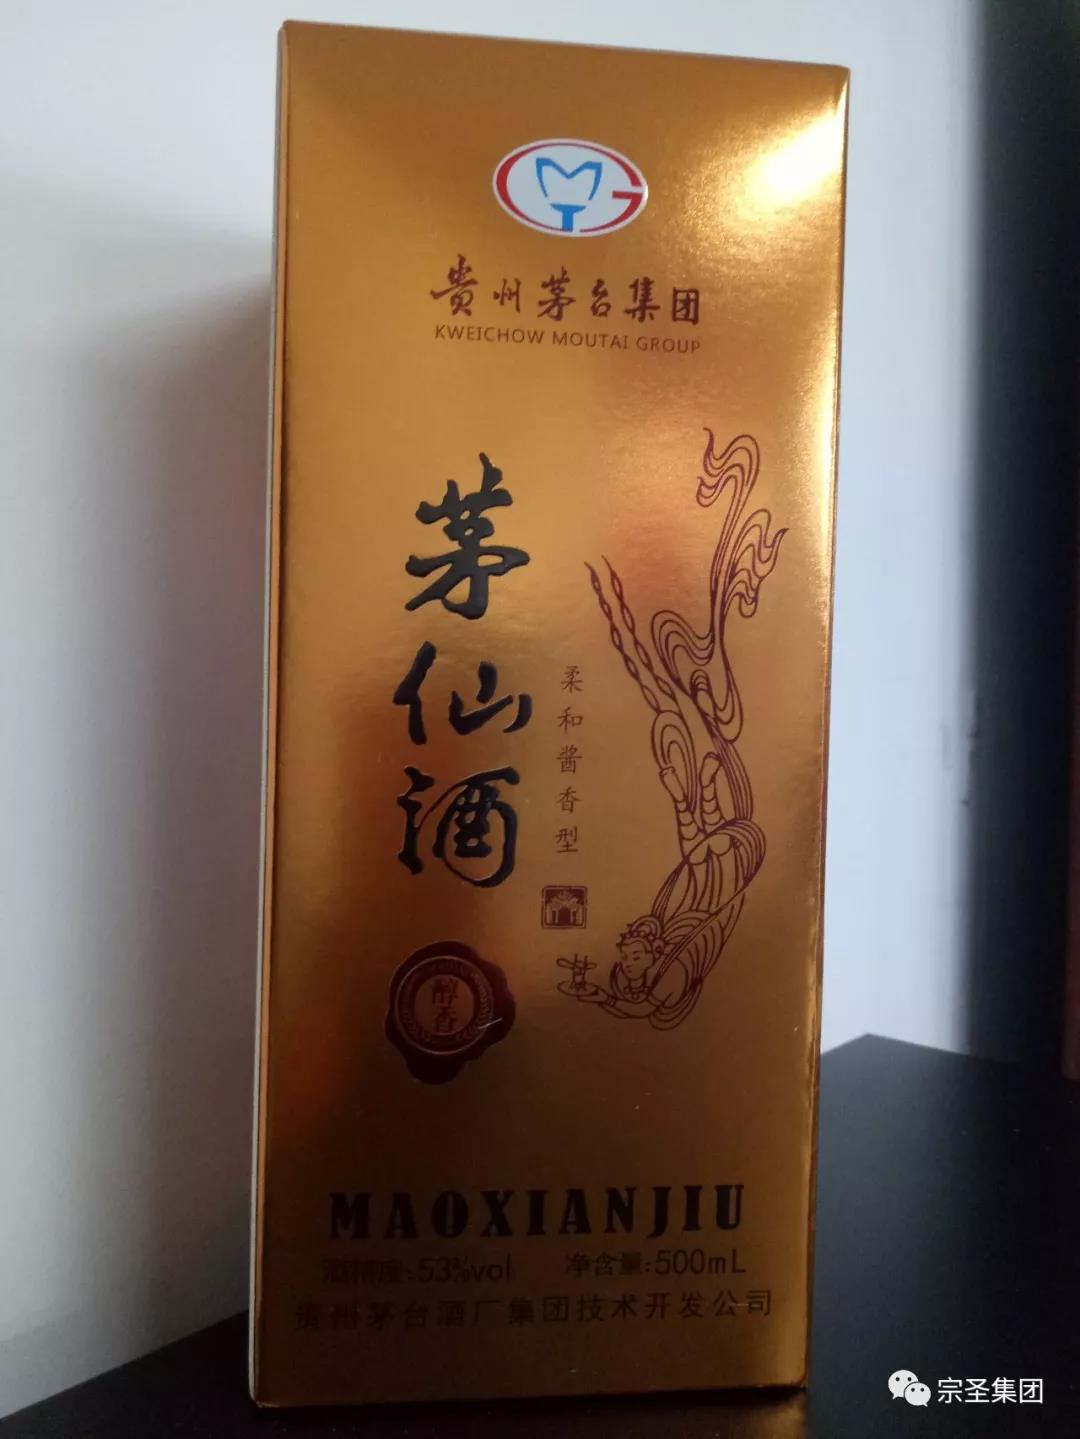 贵州茅台集团
KWEICHOW MOUTAI GROUP
茅仙酒
柔和酱香型
醇香
MAOXIANJIU
酒精度:53%vol 净含量:500mL
贵州茅台酒厂集团技术开发公司
宗圣集团